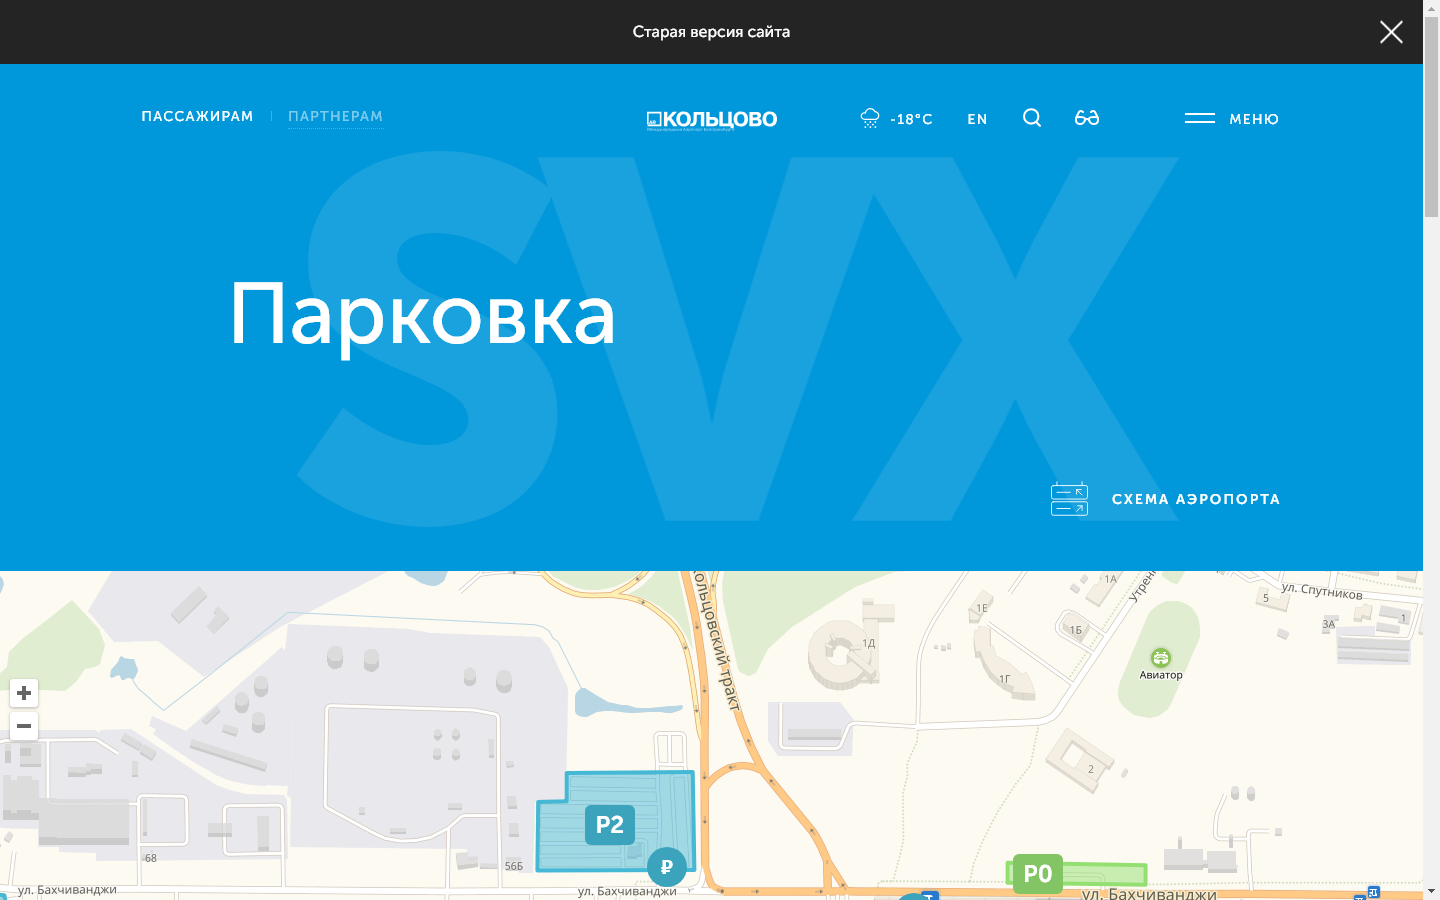 Старая версия сайта
ПАССАЖИРАМ
ПАРТНЕРАМ
КОЛЬЦОВО
-18°C
EN
МЕНЮ
SVX
Парковка
СХЕМА АЭРОПОРТА
Кольцовский тракт
1А
ул. Спутников
5
1Е
1Б
3А
1
1Д
1Г
Авиатор
2
P2
₽
P0
68
56Б
ул. Бахчиванджи
ул. Бахчиванджи
ул. Бахчиванджи